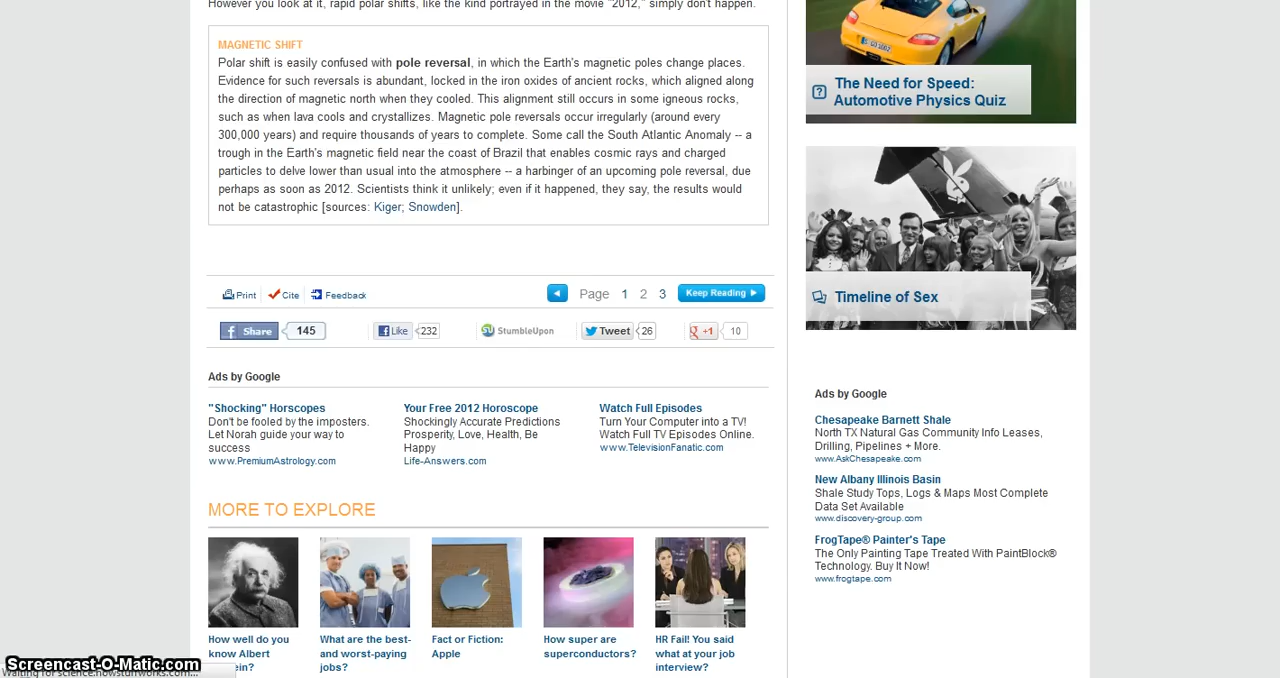 However you look at it, rapid polar shifts, like the kind portrayed in the movie "2012," simply don't happen.
MAGNETIC SHIFT
Polar shift is easily confused with pole reversal, in which the Earth's magnetic poles change places.
Evidence for such reversals is abundant, locked in the iron oxides of ancient rocks, which aligned along
the direction of magnetic north when they cooled. This alignment still occurs in some igneous rocks,
such as when lava cools and crystallizes. Magnetic pole reversals occur irregularly (around every
300,000 years) and require thousands of years to complete. Some call the South Atlantic Anomaly -- a
trough in the Earth's magnetic field near the coast of Brazil that enables cosmic rays and charged
particles to delve lower than usual into the atmosphere -- a harbinger of an upcoming pole reversal, due
perhaps as soon as 2012. Scientists think it unlikely; even if it happened, they say, the results would
not be catastrophic [sources: Kiger; Snowden].
Print Cite Feedback
Page 1 2 3 Keep Reading
Share 145 Like 232 StumbleUpon Tweet 26 +1 10
Ads by Google
"Shocking" Horscopes
Don't be fooled by the imposters.
Let Norah guide your way to
success
www.PremiumAstrology.com
Your Free 2012 Horoscope
Shockingly Accurate Predictions
Prosperity, Love, Health, Be
Happy
Life-Answers.com
Watch Full Episodes
Turn Your Computer into a TV!
Watch Full TV Episodes Online.
www.TelevisionFanatic.com
MORE TO EXPLORE
How well do you
know Albert
ein?
What are the best-
and worst-paying
jobs?
Fact or Fiction:
Apple
How super are
superconductors?
HR Fail! You said
what at your job
interview?
The Need for Speed:
Automotive Physics Quiz
Timeline of Sex
Ads by Google
Chesapeake Barnett Shale
North TX Natural Gas Community Info Leases,
Drilling, Pipelines + More.
www.AskChesapeake.com
New Albany Illinois Basin
Shale Study Tops, Logs & Maps Most Complete
Data Set Available
www.discovery-group.com
FrogTape® Painter's Tape
The Only Painting Tape Treated With PaintBlock®
Technology. Buy It Now!
www.frogtape.com
Screencast-O-Matic.com
Waiting for science.howstuffworks.com...